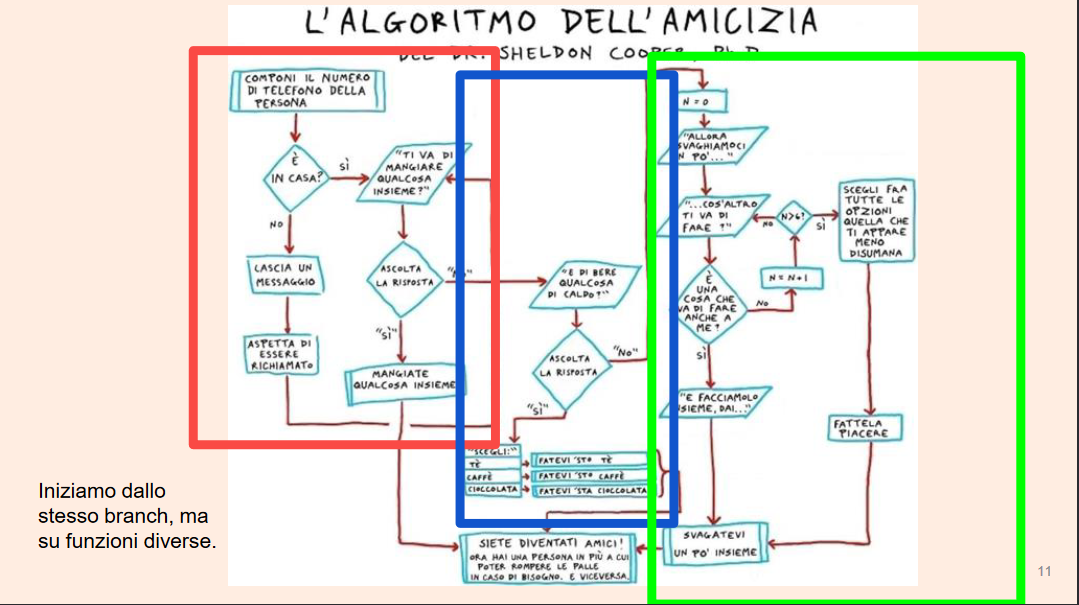 L'ALGORITMO DELL'AMICIZIA
DEL DR. SHELDON COOPER, Ph.D.
COMPONI IL NUMERO
DI TELEFONO DELLA
PERSONA
È
IN CASA?
SÌ
NO
LASCIA UN
MESSAGGIO
ASPETTA DI
ESSERE
RICHIAMATO
"TI VA DI
MANGIARE
QUALCOSA
INSIEME?"
ASCOLTA
LA RISPOSTA
"No"
"SÌ"
MANGIATE
QUALCOSA INSIEME
"E DI BERE
QUALCOSA
DI CALDO?"
ASCOLTA
LA RISPOSTA
"No"
"SÌ"
"SCEGLI:"
TÈ
CAFFÈ
CIOCCOLATA
FATEVI 'STO TÈ
FATEVI 'STO CAFFÈ
FATEVI 'STA CIOCCOLATA
N = 0
"ALLORA
SVAGHIAMOCI
UN PO'..."
"...COS'ALTRO
TI VA DI
FARE ?"
È
UNA
COSA CHE
VA DI FARE
ANCHE A
ME?
No
SÌ
N = N+1
N>6?
No
SÌ
SCEGLI FRA
TUTTE LE
OPZIONI
QUELLA CHE
TI APPARE
MENO
DISUMANA
FATTELA
PIACERE
"E FACCIAMOLO
INSIEME, DAI..."
SVAGATEVI
UN PO' INSIEME
SIETE DIVENTATI AMICI!
ORA HAI UNA PERSONA IN PIÙ A CUI
POTER ROMPERE LE PALLE
IN CASO DI BISOGNO. E VICEVERSA.
Iniziamo dallo
stesso branch, ma
su funzioni diverse.
11